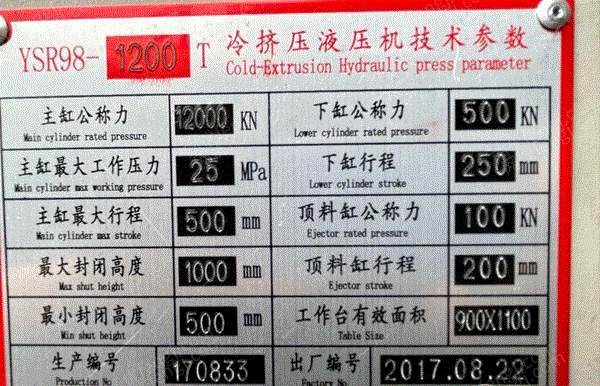 YSR98-1200T 冷挤压液压机技术参数
Cold-Extrusion Hydraulic press parameter
主缸公称力 12000 KN 下缸公称力 500 KN
Main cylinder rated pressure Lower cylinder rated pressure
主缸最大工作压力 25 MPa 下缸行程 250 mm
Main cylinder max working pressure Lower cylinder stroke
主缸最大行程 500 mm 顶料缸公称力 100 KN
Main cylinder max stroke Ejector rated pressure
最大封闭高度 1000 mm 顶料缸行程 200 mm
Max shut height Ejector stroke
最小封闭高度 500 mm 工作台有效面积 900X1100
Min shut height Table Size
生产编号 170833 出厂编号 2017.08.22
Production No Factory No